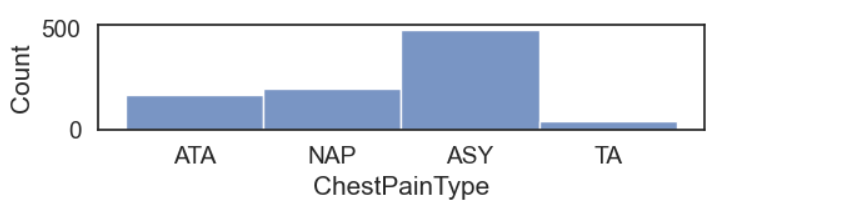 500
Count
0
ATA NAP ASY TA
ChestPainType